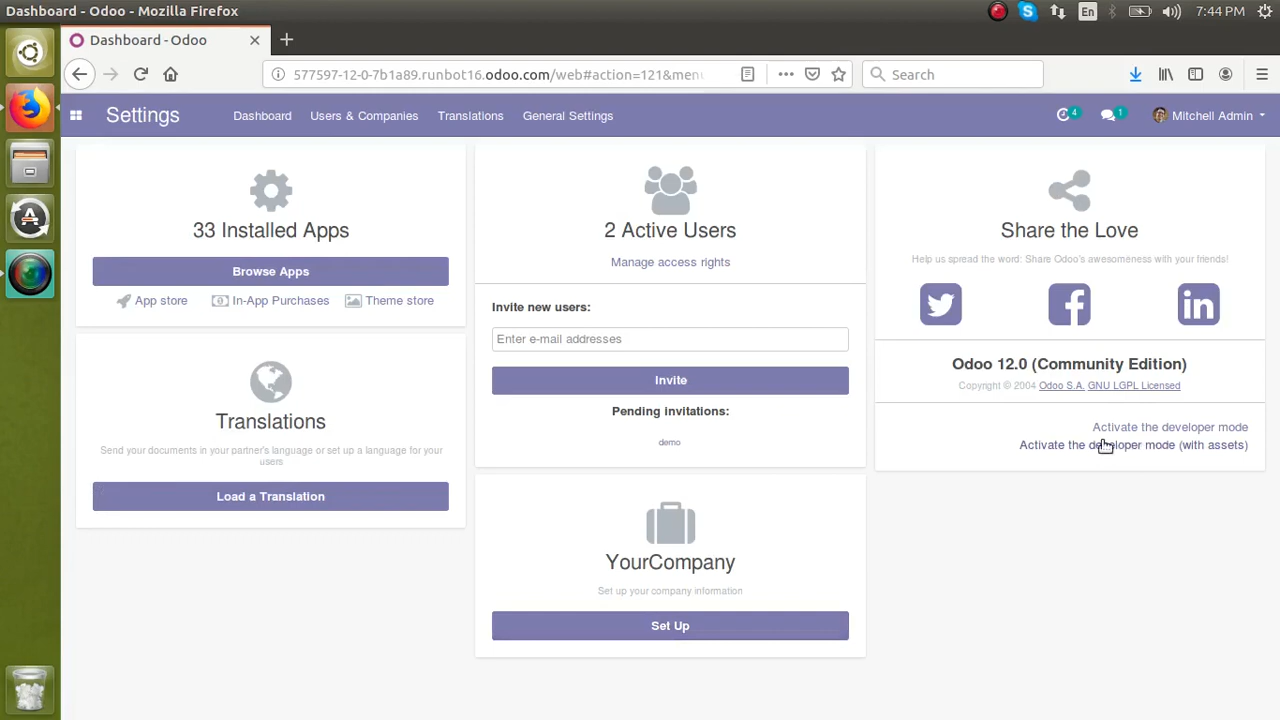 Dashboard - Odoo - Mozilla Firefox
En
7:44 PM
Dashboard - Odoo
577597-12-0-7b1a89.runbot16.odoo.com/web#action=121&menu
Search
Settings
Dashboard
Users & Companies
Translations
General Settings
4
1
Mitchell Admin
33 Installed Apps
Browse Apps
App store
In-App Purchases
Theme store
Translations
Send your documents in your partner's language or set up a language for your
users
Load a Translation
2 Active Users
Manage access rights
Invite new users:
Enter e-mail addresses
Invite
Pending invitations:
demo
YourCompany
Set up your company information
Set Up
Share the Love
Help us spread the word: Share Odoo's awesomeness with your friends!
Odoo 12.0 (Community Edition)
Copyright © 2004 Odoo S.A. GNU LGPL Licensed
Activate the developer mode
Activate the developer mode (with assets)